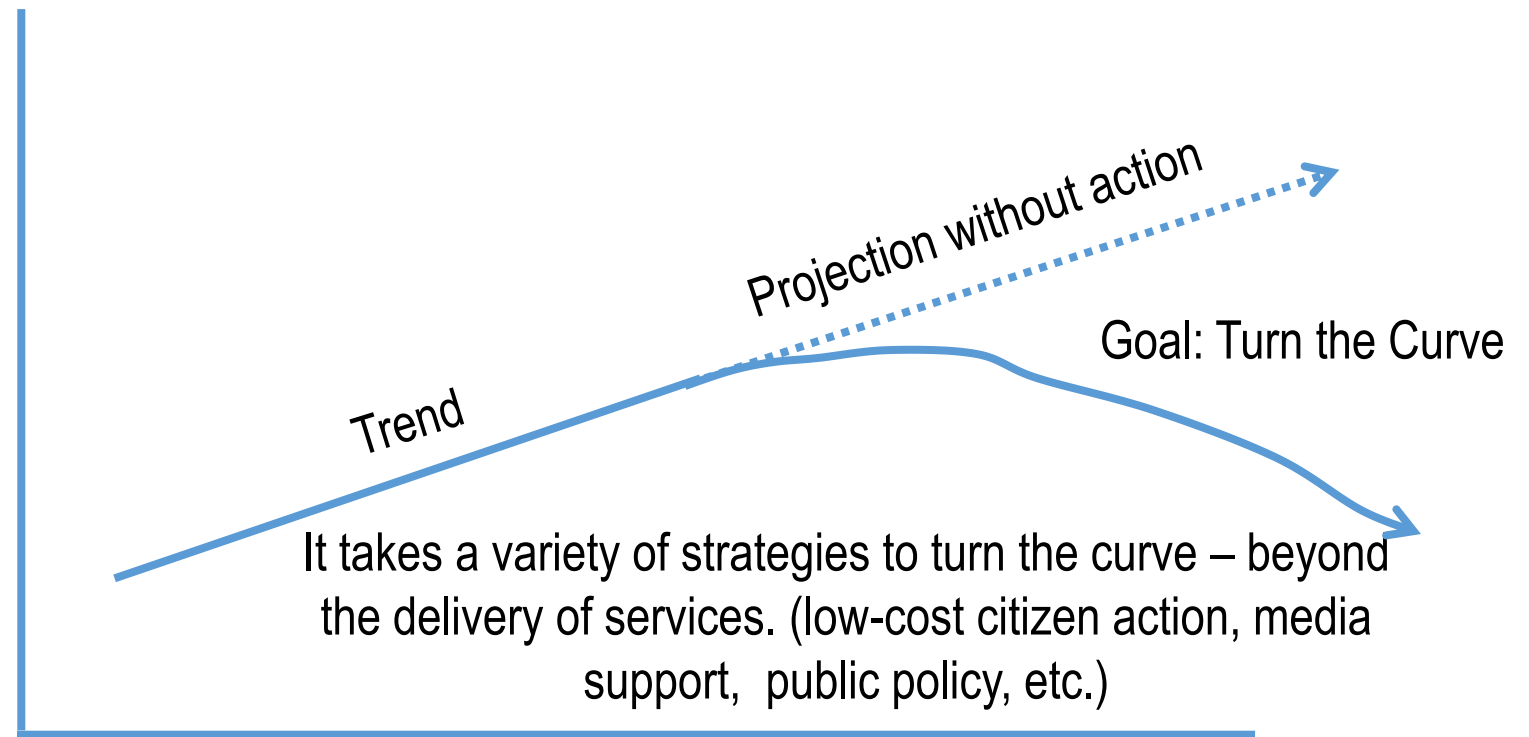 Projection without action
Goal: Turn the Curve
Trend
It takes a variety of strategies to turn the curve – beyond
the delivery of services. (low-cost citizen action, media
support,  public policy, etc.)